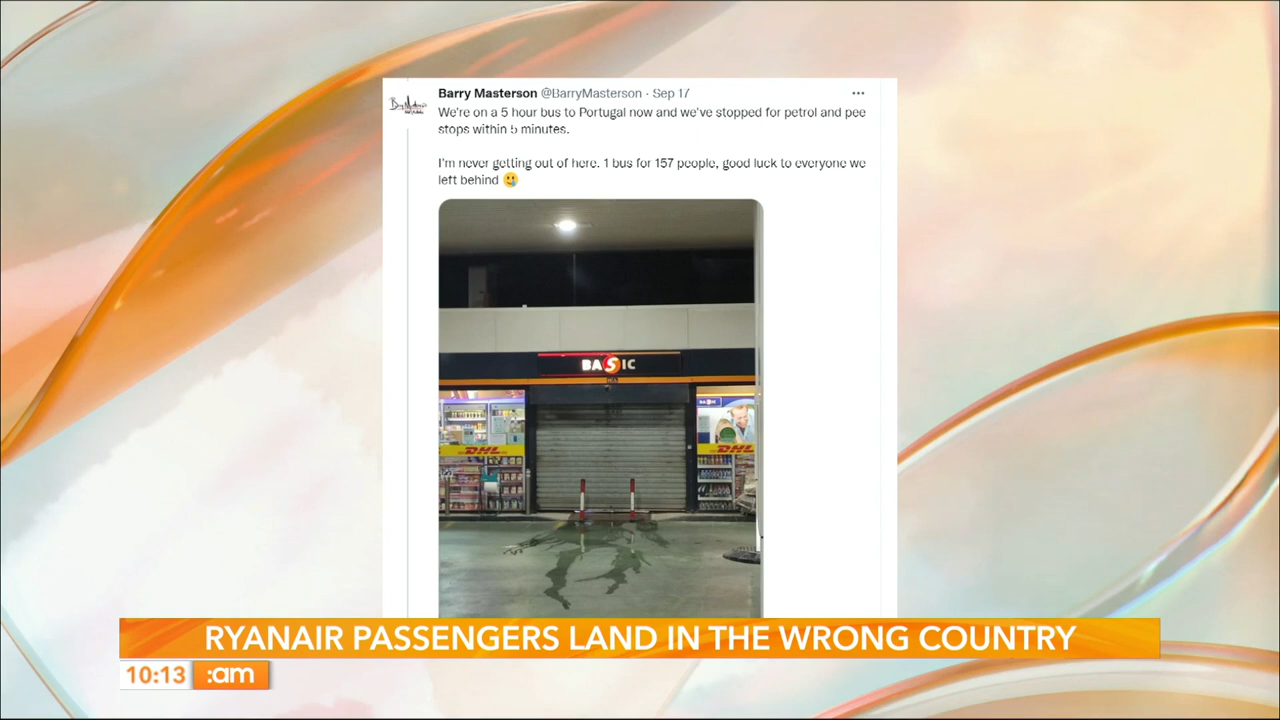 Barry Masterson @BarryMasterson · Sep 17 ···
We're on a 5 hour bus to Portugal now and we've stopped for petrol and pee
stops within 5 minutes.
I'm never getting out of here. 1 bus for 157 people, good luck to everyone we
left behind 🥲
BASIC
BASIC
DHL
DHL
RYANAIR PASSENGERS LAND IN THE WRONG COUNTRY
10:13 :am